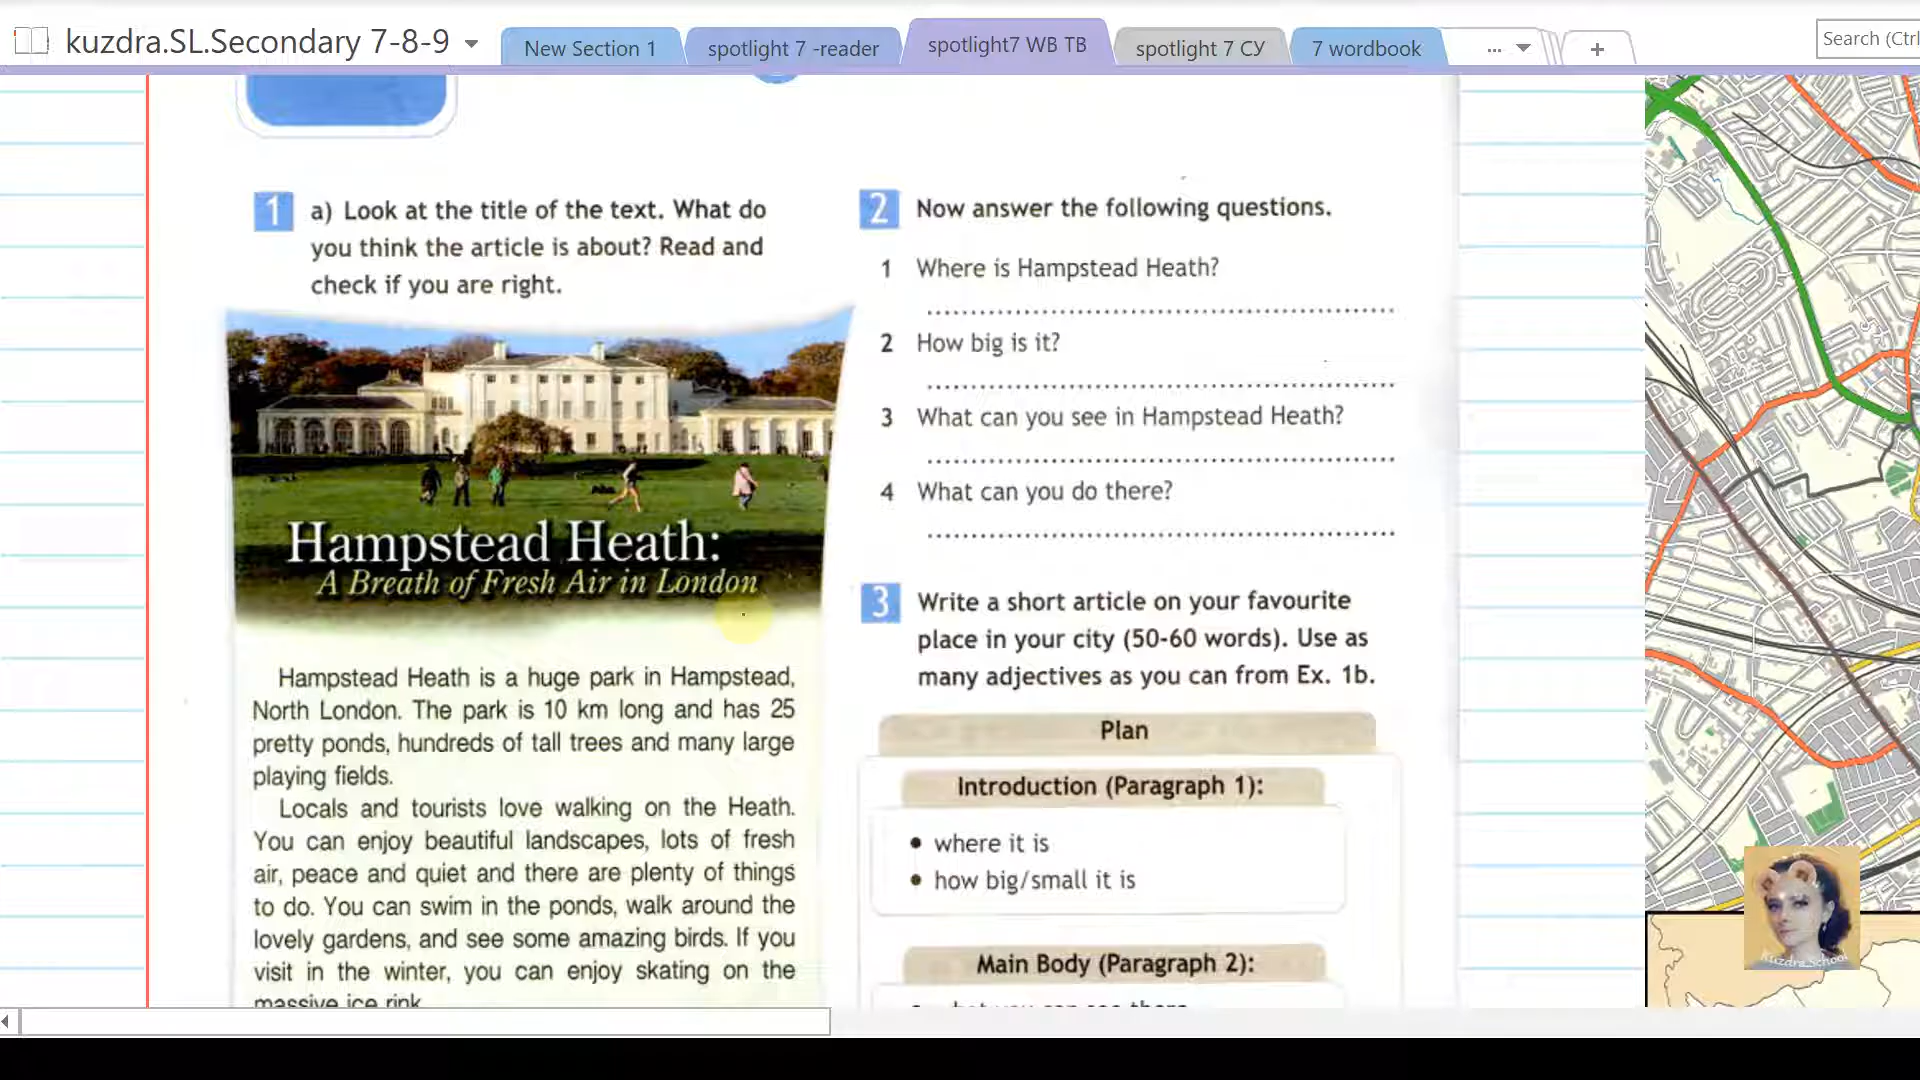 kuzdra.SL.Secondary 7-8-9
New Section 1
spotlight 7 -reader
spotlight7 WB TB
spotlight 7 СУ
7 wordbook
...
+
Search (Ctrl
1 a) Look at the title of the text. What do
you think the article is about? Read and
check if you are right.
Hampstead Heath:
A Breath of Fresh Air in London
Hampstead Heath is a huge park in Hampstead,
North London. The park is 10 km long and has 25
pretty ponds, hundreds of tall trees and many large
playing fields.
Locals and tourists love walking on the Heath.
You can enjoy beautiful landscapes, lots of fresh
air, peace and quiet and there are plenty of things
to do. You can swim in the ponds, walk around the
lovely gardens, and see some amazing birds. If you
visit in the winter, you can enjoy skating on the
massive ice rink
2 Now answer the following questions.
1 Where is Hampstead Heath?
2 How big is it?
3 What can you see in Hampstead Heath?
4 What can you do there?
3 Write a short article on your favourite
place in your city (50-60 words). Use as
many adjectives as you can from Ex. 1b.
Plan
Introduction (Paragraph 1):
• where it is
• how big/small it is
Main Body (Paragraph 2):
you can see there
Kuzdra School